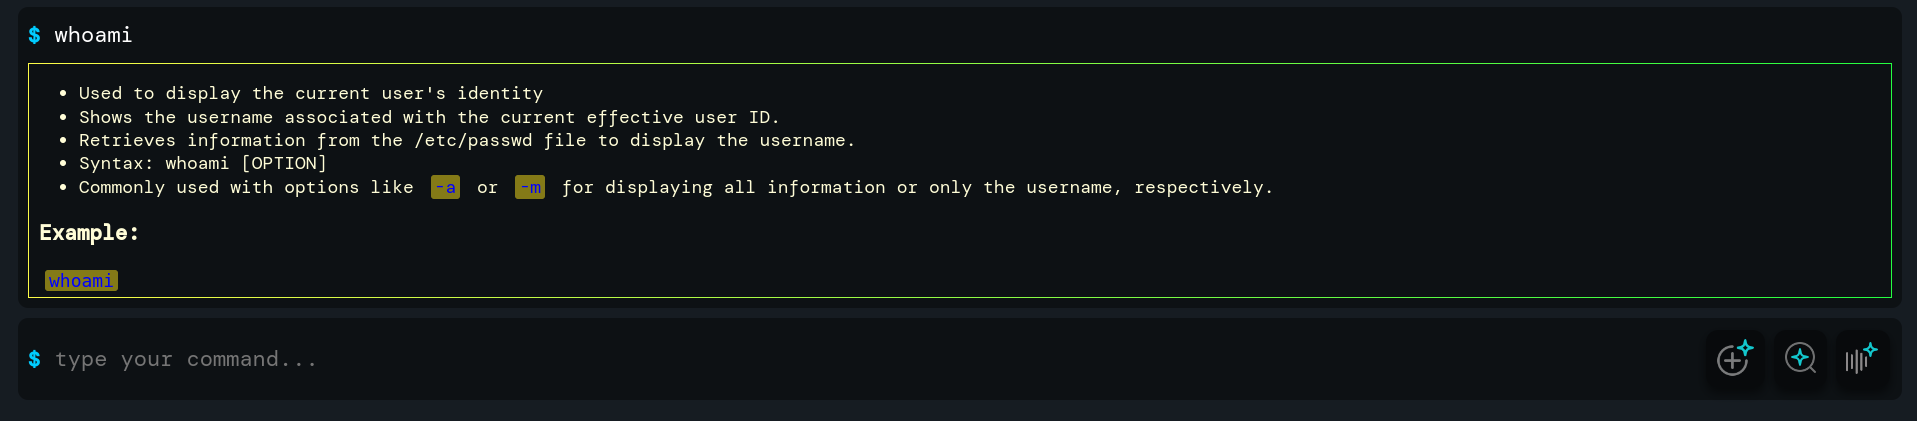 $ whoami
• Used to display the current user's identity
• Shows the username associated with the current effective user ID.
• Retrieves information from the /etc/passwd file to display the username.
• Syntax: whoami [OPTION]
• Commonly used with options like -a or -m for displaying all information or only the username, respectively.
Example:
whoami
$ type your command...